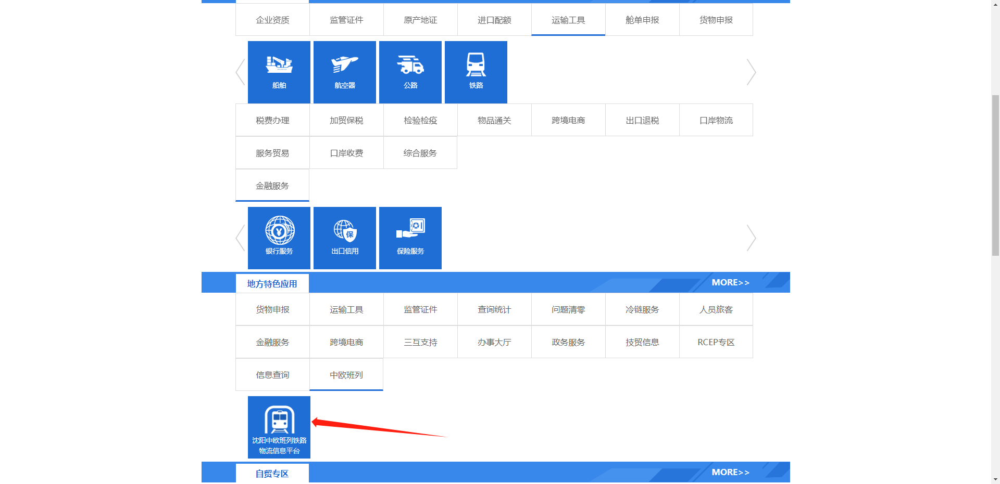 企业资质 监管证件 原产地证 进口配额 运输工具 舱单申报 货物申报
船舶 航空器 公路 铁路
税费办理 加贸保税 检验检疫 物品通关 跨境电商 出口退税 口岸物流
服务贸易 口岸收费 综合服务
金融服务
¥ 保
银行服务 出口信用 保险服务
地方特色应用 MORE>>
货物申报 运输工具 监管证件 查询统计 问题清零 冷链服务 人员旅客
金融服务 跨境电商 三互支持 办事大厅 政务服务 技贸信息 RCEP专区
信息查询 中欧班列
沈阳中欧班列铁路
物流信息平台
自贸专区 MORE>>